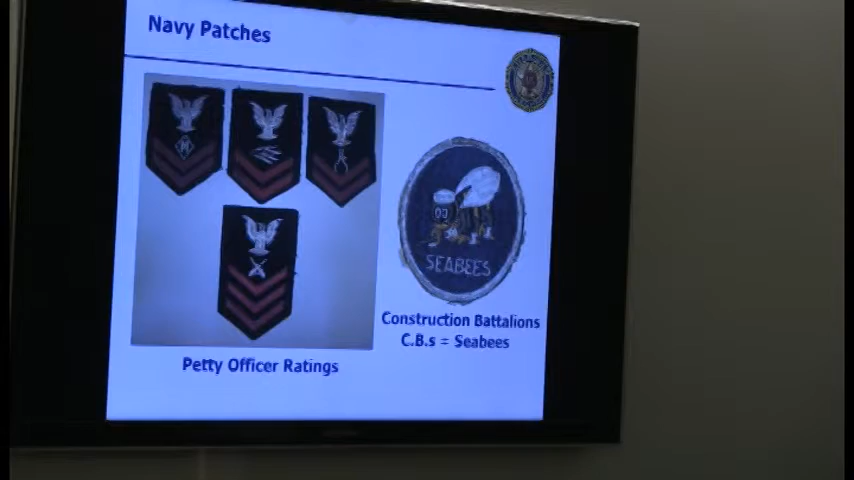 Navy Patches
M
SEABEES
Construction Battalions
C.B.s = Seabees
Petty Officer Ratings